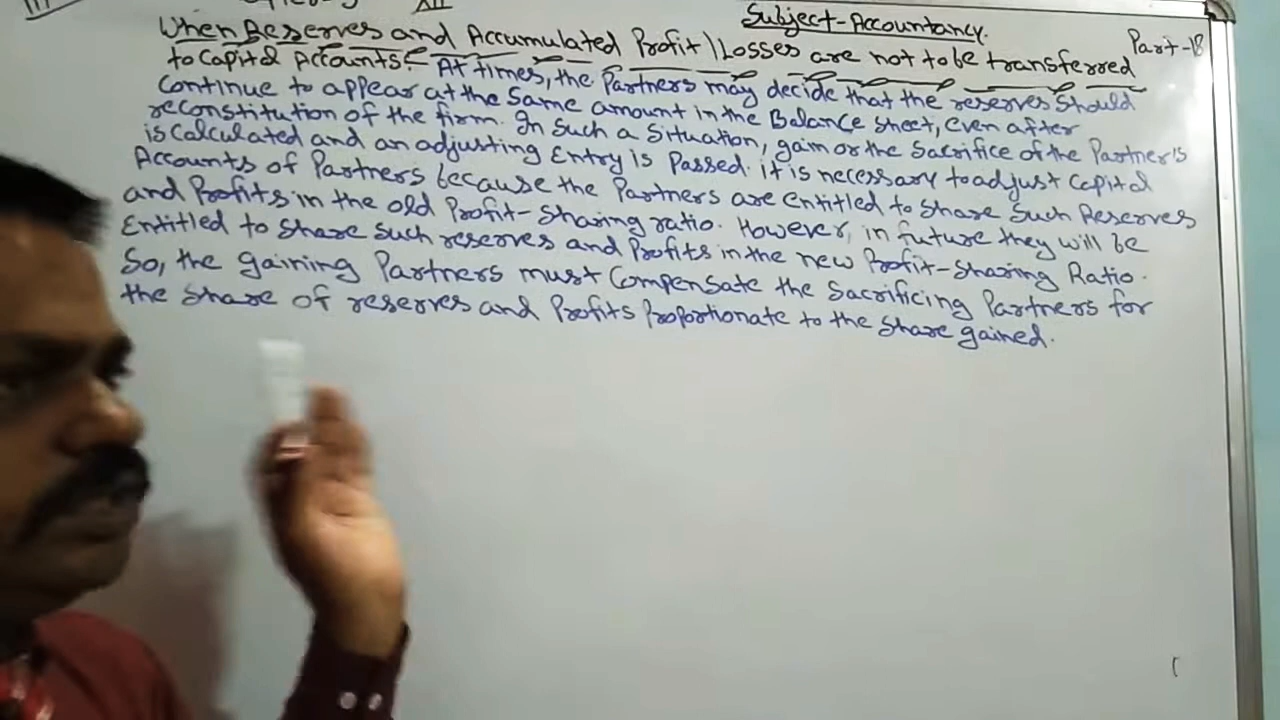 XII
Subject-Accountancy.
Part-18
When Reserves and Accumulated Profit\Losses are not to be transferred
to Capital Accounts:- At times, the Partners may decide that the reserves should
Continue to appear at the same amount in the Balance sheet, even after
reconstitution of the firm. In such a situation, gain or the Sacrifice of the Partner's
is Calculated and an adjusting Entry is Passed. it is necessary to adjust Capital
Accounts of Partners because the Partners are entitled to share Such Reserves
and Profits in the old Profit-sharing ratio. However, in future they will be
Entitled to share such reserves and Profits in the new Profit-sharing Ratio.
So, the gaining Partners must Compensate the Sacrificing Partners for
the share of reserves and Profits Proportionate to the share gained.